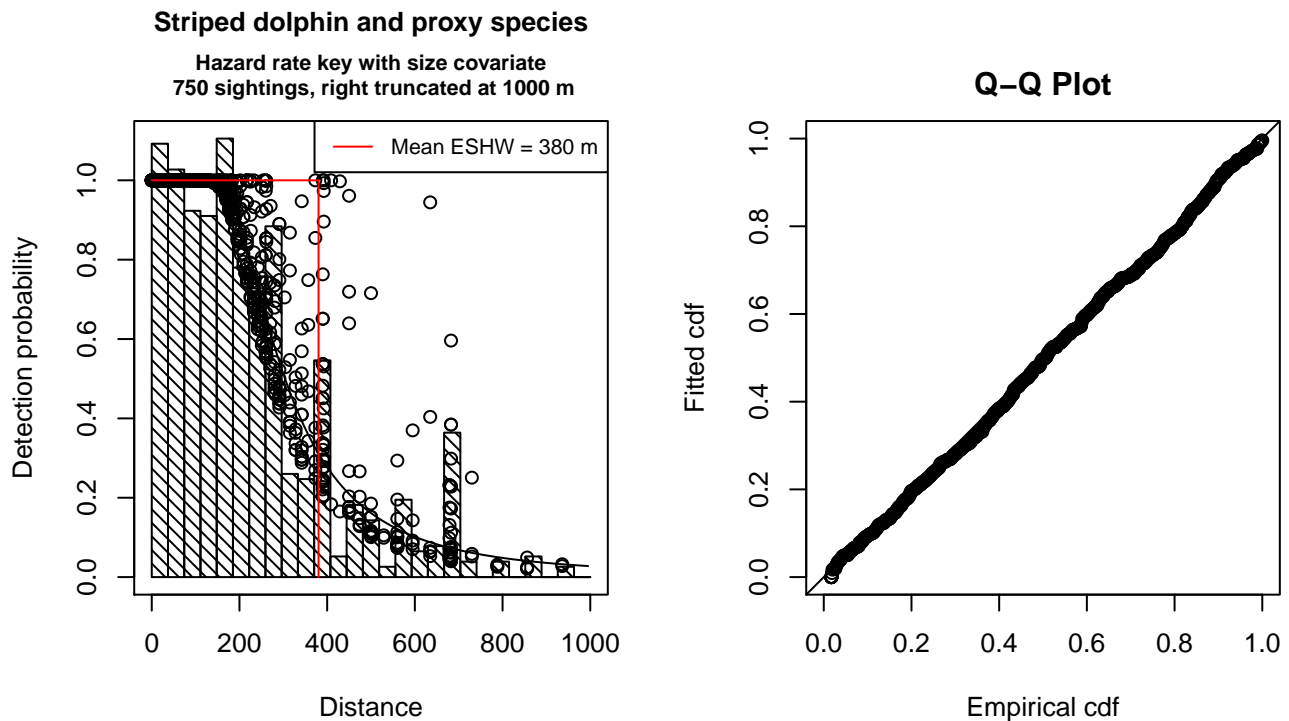 Striped dolphin and proxy species
Hazard rate key with size covariate
750 sightings, right truncated at 1000 m
Mean ESHW = 380 m
Detection probability
0.0 0.2 0.4 0.6 0.8 1.0
0 200 400 600 800 1000
Distance
Q−Q Plot
Fitted cdf
0.0 0.2 0.4 0.6 0.8 1.0
0.0 0.2 0.4 0.6 0.8 1.0
Empirical cdf